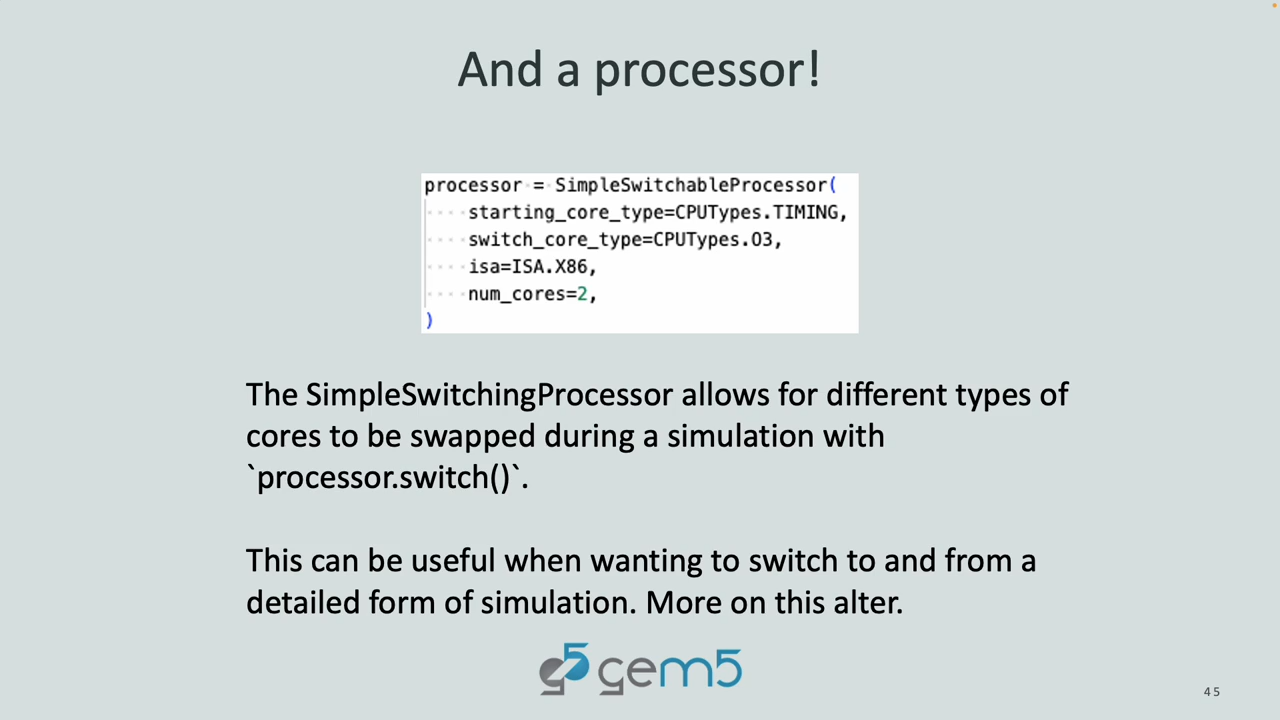 And a processor!
processor = SimpleSwitchableProcessor(
starting_core_type=CPUTypes.TIMING,
switch_core_type=CPUTypes.O3,
isa=ISA.X86,
num_cores=2,
)
The SimpleSwitchingProcessor allows for different types of
cores to be swapped during a simulation with
`processor.switch()`.
This can be useful when wanting to switch to and from a
detailed form of simulation. More on this alter.
g5 gem5
45